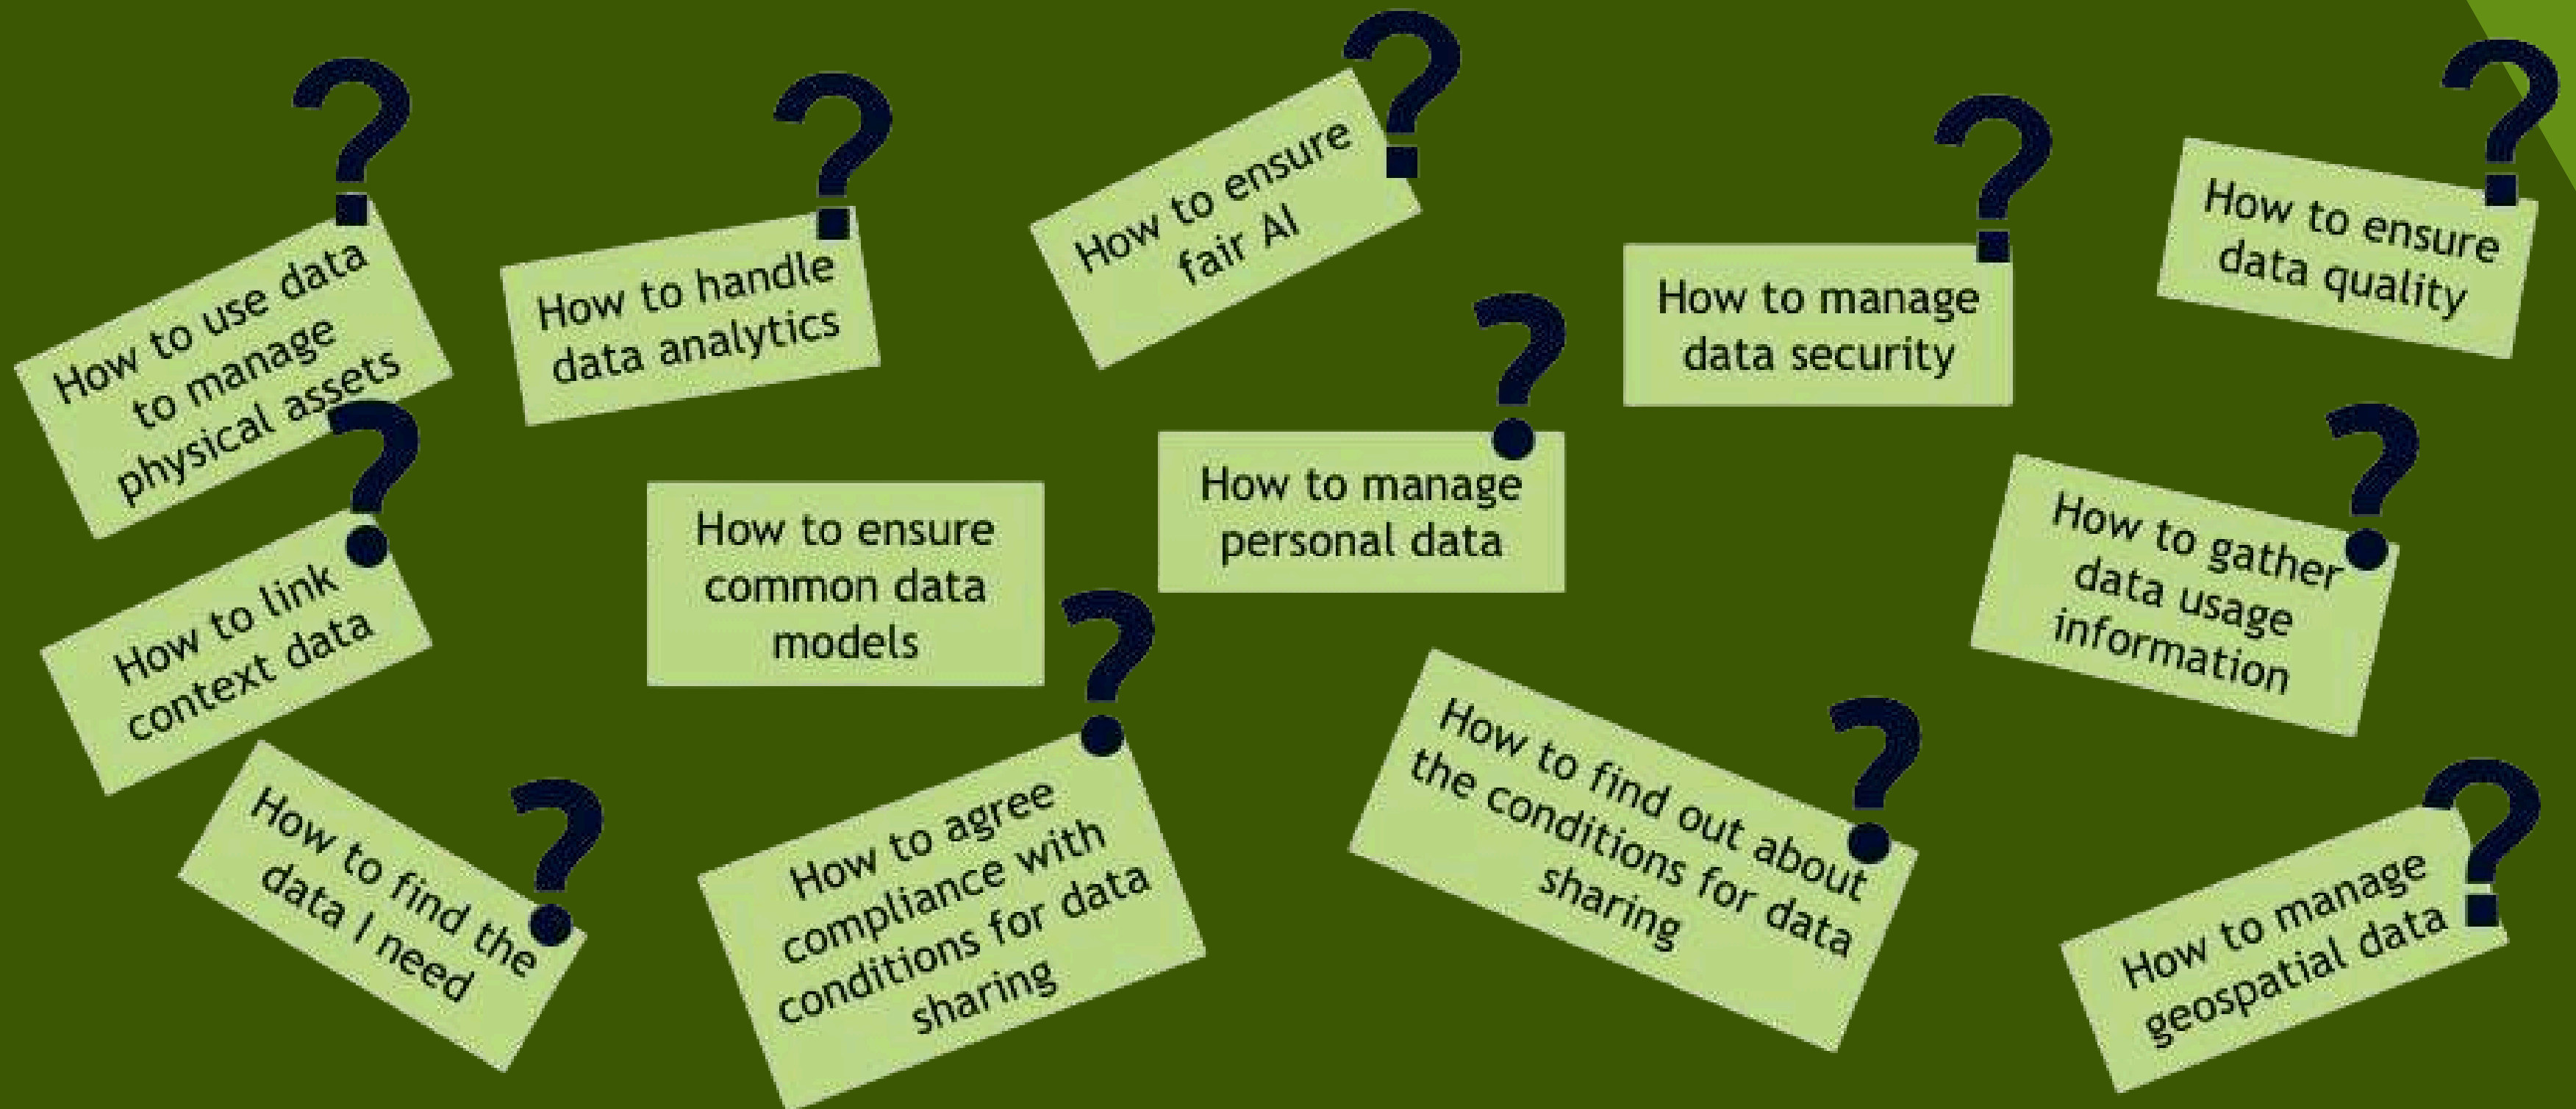 How to use data
to manage
physical assets
?
How to handle
data analytics
?
How to ensure
fair AI
?
How to manage
data security
?
How to ensure
data quality
?
How to link
context data
?
How to ensure
common data
models
How to manage
personal data
?
How to gather
data usage
information
?
How to find the
data I need
?
How to agree
compliance with
conditions for data
sharing
?
How to find out about
the conditions for data
sharing
?
How to manage
geospatial data
?